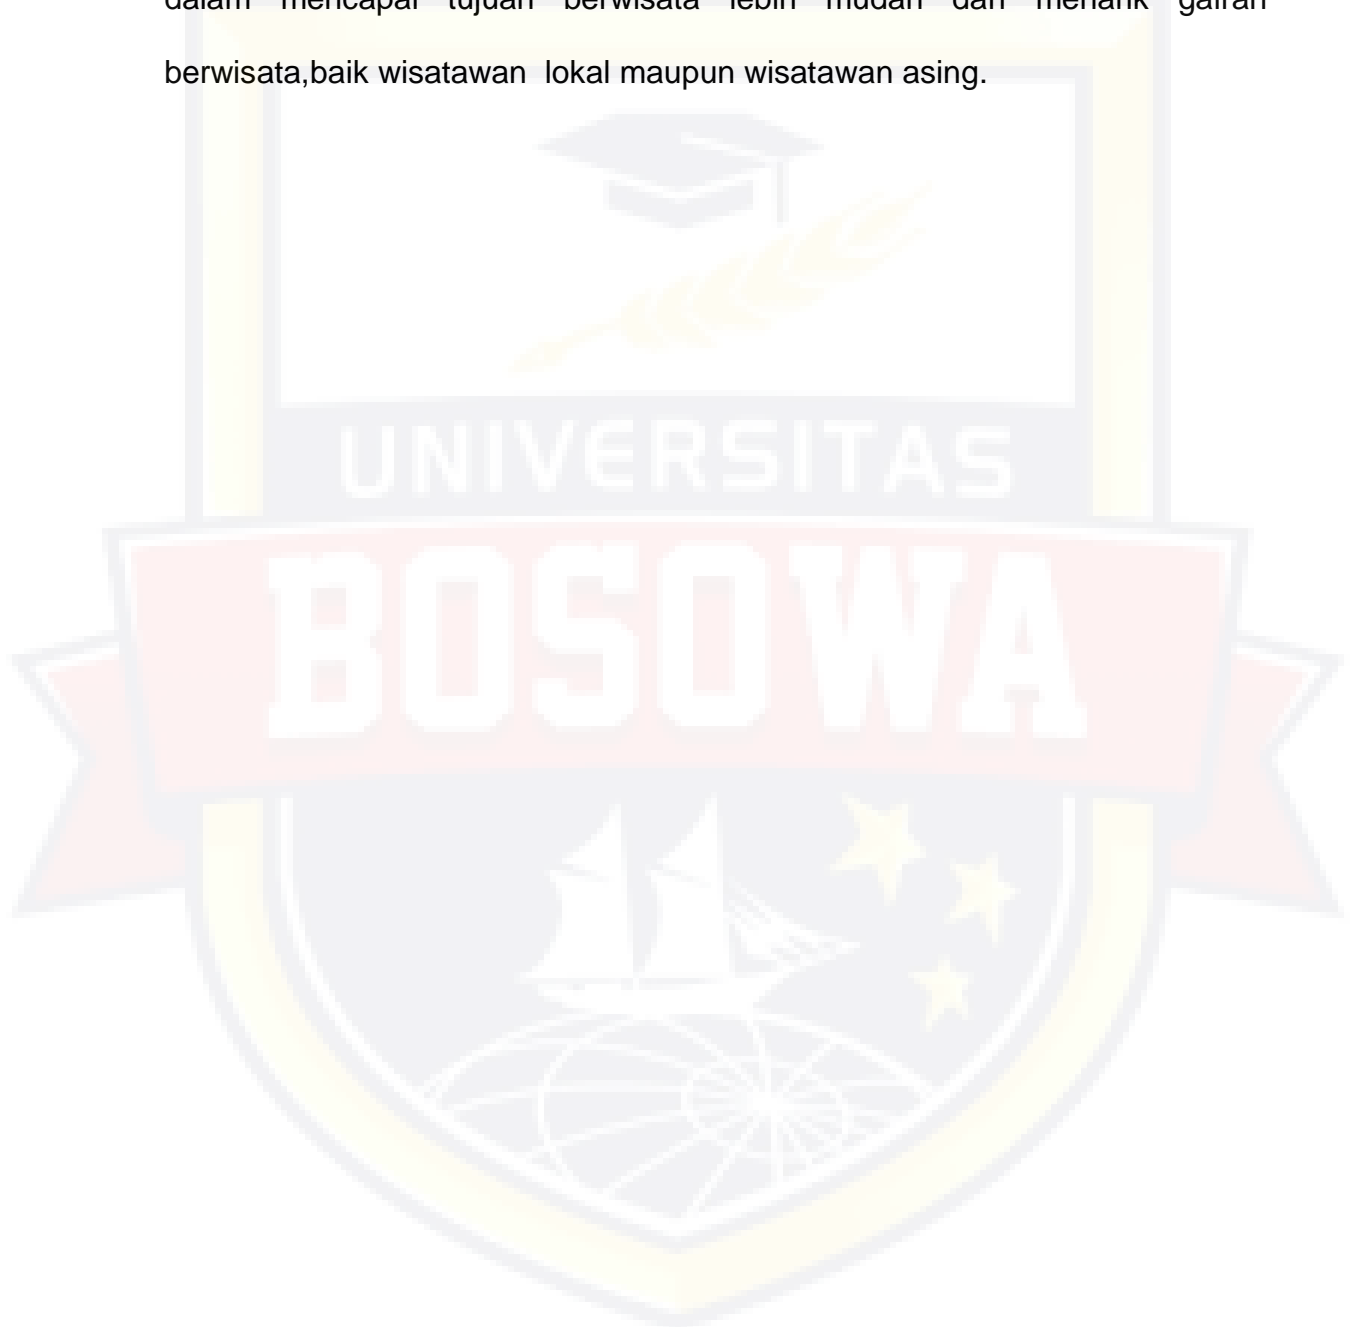 dalam mencapai tujuan berwisata lebih mudah dan menarik gairah
berwisata,baik wisatawan  lokal maupun wisatawan asing.
UNIVERSITAS
BOSOWA